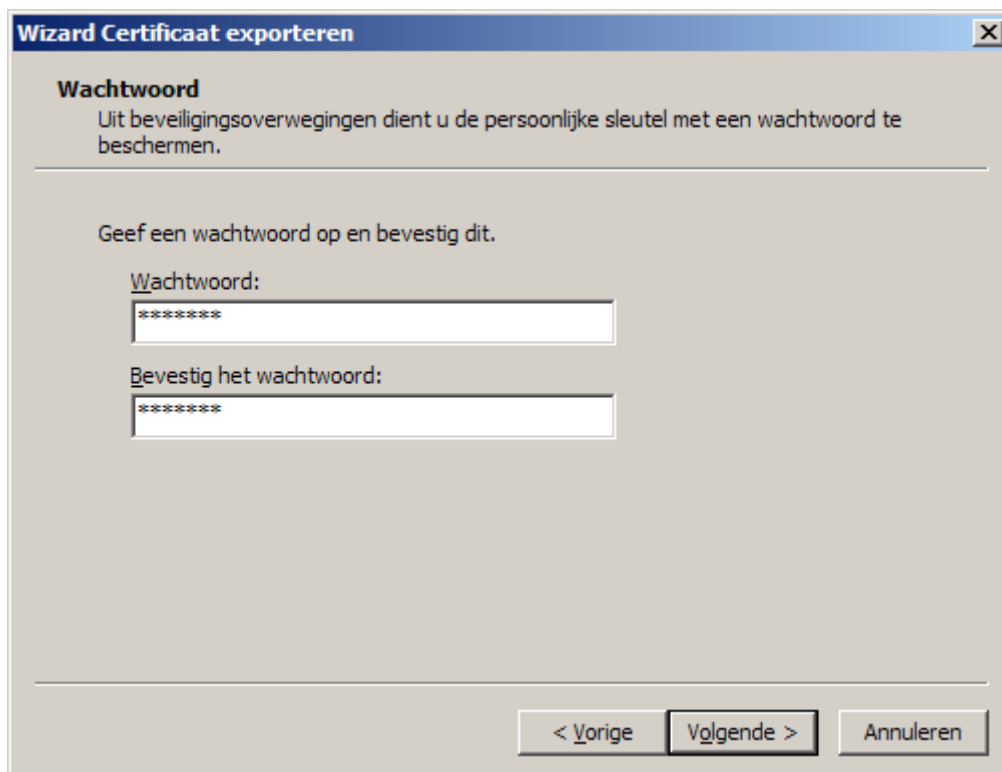 Wizard Certificaat exporteren
Wachtwoord
Uit beveiligingsoverwegingen dient u de persoonlijke sleutel met een wachtwoord te
beschermen.
Geef een wachtwoord op en bevestig dit.
Wachtwoord:
*******
Bevestig het wachtwoord:
*******
< Vorige Volgende > Annuleren